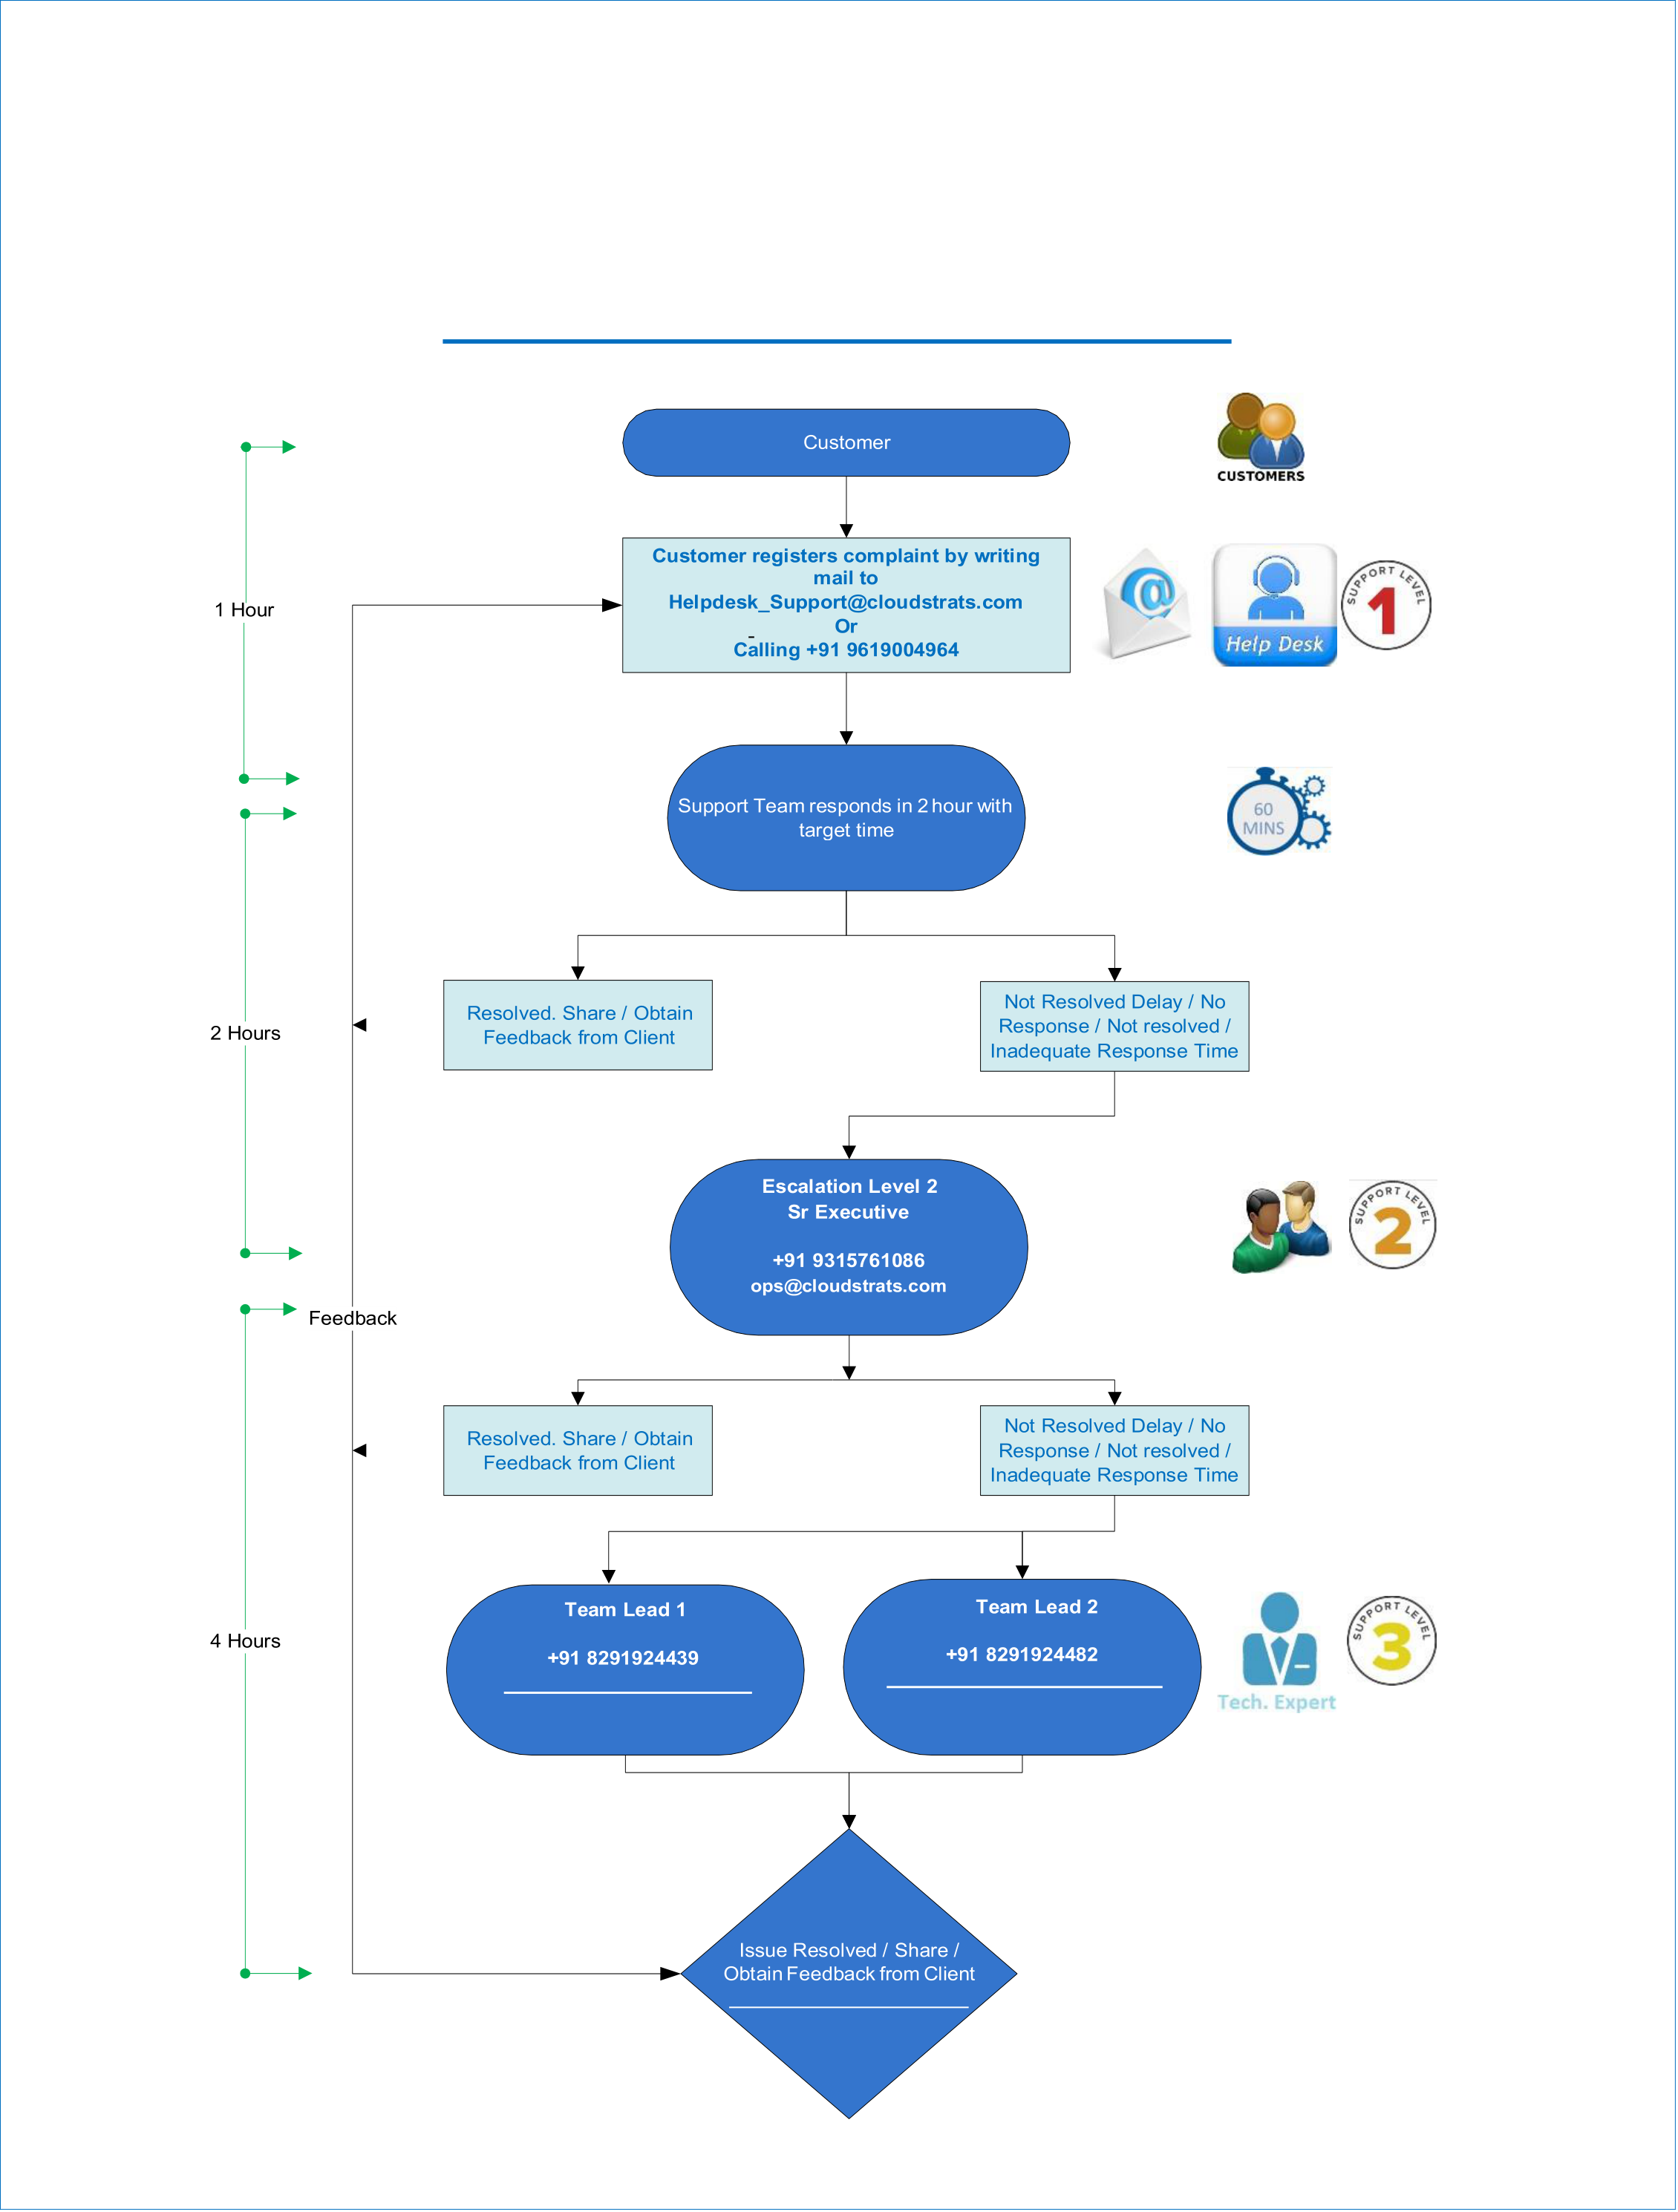 Customer
CUSTOMERS
Customer registers complaint by writing
mail to
Helpdesk_Support@cloudstrats.com
Or
Calling +91 9619004964
@
Help Desk
SUPPORT LEVEL
1
1 Hour
Support Team responds in 2 hour with
target time
60
MINS
Resolved. Share / Obtain
Feedback from Client
Not Resolved Delay / No
Response / Not resolved /
Inadequate Response Time
2 Hours
Escalation Level 2
Sr Executive
+91 9315761086
ops@cloudstrats.com
SUPPORT LEVEL
2
Feedback
Resolved. Share / Obtain
Feedback from Client
Not Resolved Delay / No
Response / Not resolved /
Inadequate Response Time
4 Hours
Team Lead 1
+91 8291924439
Team Lead 2
+91 8291924482
Tech. Expert
SUPPORT LEVEL
3
Issue Resolved / Share /
Obtain Feedback from Client